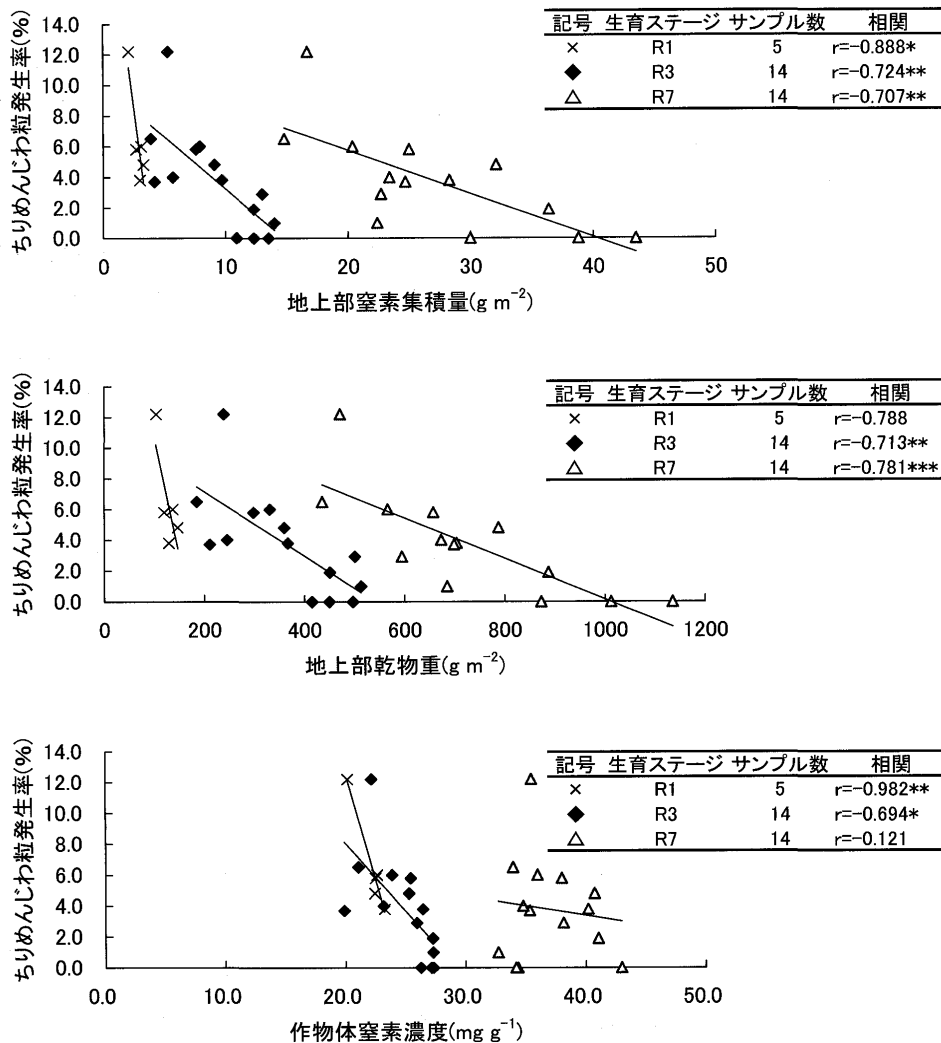 ちりめんじわ粒発生率(%)
14.0
12.0
10.0
8.0
6.0
4.0
2.0
0.0
0 10 20 30 40 50
地上部窒素集積量(g m⁻²)
記号 生育ステージ サンプル数 相関
× R1 5 r=-0.888*
◆ R3 14 r=-0.724**
△ R7 14 r=-0.707**
ちりめんじわ粒発生率(%)
14.0
12.0
10.0
8.0
6.0
4.0
2.0
0.0
0 200 400 600 800 1000 1200
地上部乾物重(g m⁻²)
記号 生育ステージ サンプル数 相関
× R1 5 r=-0.788
◆ R3 14 r=-0.713**
△ R7 14 r=-0.781***
ちりめんじわ粒発生率(%)
14.0
12.0
10.0
8.0
6.0
4.0
2.0
0.0
0.0 10.0 20.0 30.0 40.0 50.0
作物体窒素濃度(mg g⁻¹)
記号 生育ステージ サンプル数 相関
× R1 5 r=-0.982**
◆ R3 14 r=-0.694*
△ R7 14 r=-0.121